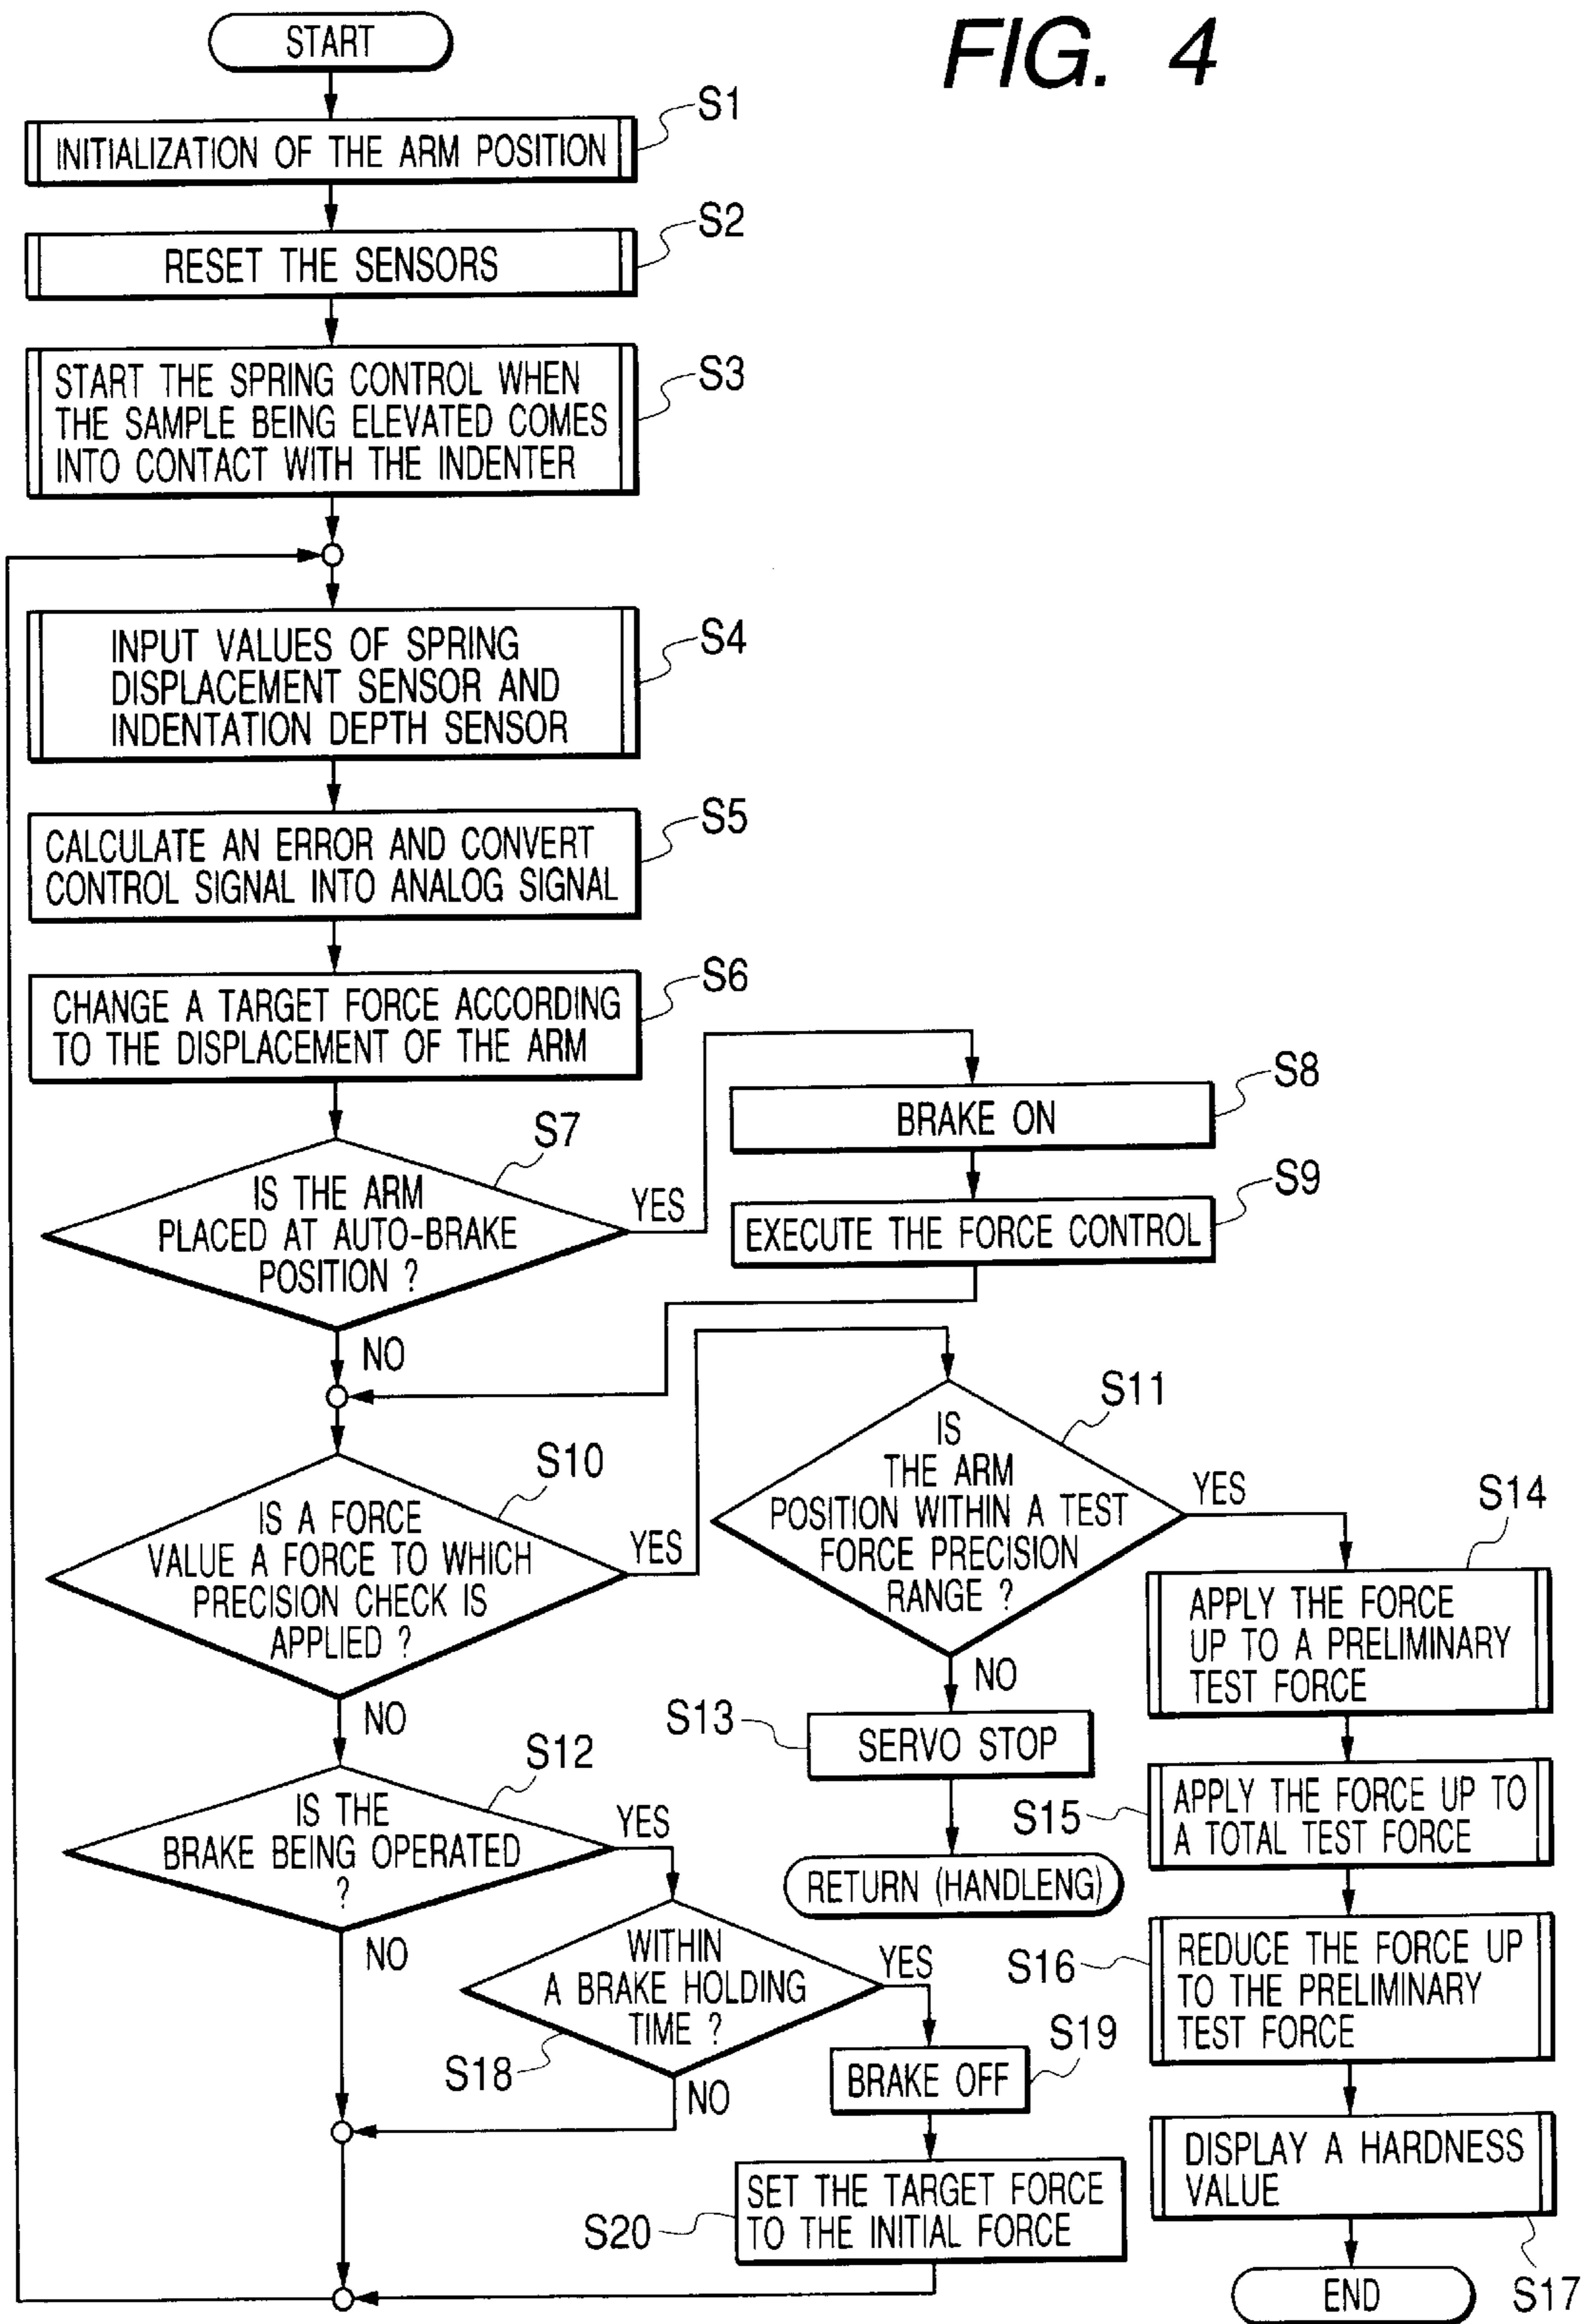 FIG. 4
START
S1
INITIALIZATION OF THE ARM POSITION
S2
RESET THE SENSORS
S3
START THE SPRING CONTROL WHEN
THE SAMPLE BEING ELEVATED COMES
INTO CONTACT WITH THE INDENTER
S4
INPUT VALUES OF SPRING
DISPLACEMENT SENSOR AND
INDENTATION DEPTH SENSOR
S5
CALCULATE AN ERROR AND CONVERT
CONTROL SIGNAL INTO ANALOG SIGNAL
S6
CHANGE A TARGET FORCE ACCORDING
TO THE DISPLACEMENT OF THE ARM
S7
IS THE ARM
PLACED AT AUTO-BRAKE
POSITION ?
YES
NO
S8
BRAKE ON
S9
EXECUTE THE FORCE CONTROL
S10
IS A FORCE
VALUE A FORCE TO WHICH
PRECISION CHECK IS
APPLIED ?
YES
NO
S11
IS
THE ARM
POSITION WITHIN A TEST
FORCE PRECISION
RANGE ?
YES
NO
S13
SERVO STOP
RETURN (HANDLENG)
S14
APPLY THE FORCE
UP TO A PRELIMINARY
TEST FORCE
S15
APPLY THE FORCE UP TO
A TOTAL TEST FORCE
S16
REDUCE THE FORCE UP
TO THE PRELIMINARY
TEST FORCE
DISPLAY A HARDNESS
VALUE
S17
END
S12
IS THE
BRAKE BEING OPERATED
?
YES
NO
WITHIN
A BRAKE HOLDING
TIME ?
S18
YES
NO
S19
BRAKE OFF
S20
SET THE TARGET FORCE
TO THE INITIAL FORCE